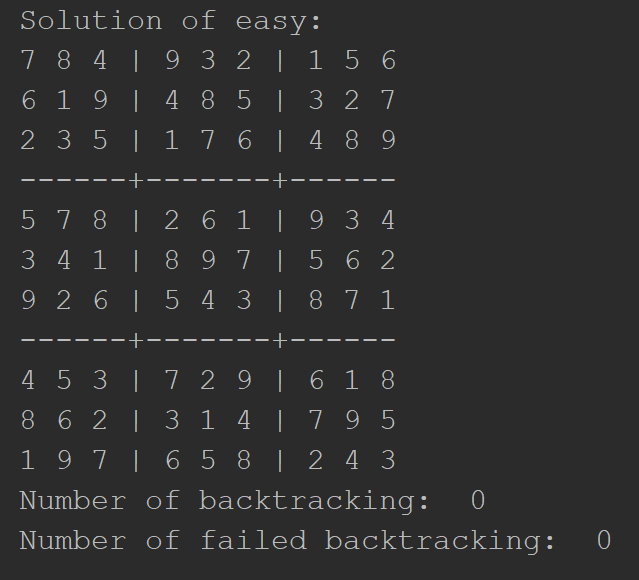 Solution of easy:
7 8 4 | 9 3 2 | 1 5 6
6 1 9 | 4 8 5 | 3 2 7
2 3 5 | 1 7 6 | 4 8 9
------+-------+------
5 7 8 | 2 6 1 | 9 3 4
3 4 1 | 8 9 7 | 5 6 2
9 2 6 | 5 4 3 | 8 7 1
------+-------+------
4 5 3 | 7 2 9 | 6 1 8
8 6 2 | 3 1 4 | 7 9 5
1 9 7 | 6 5 8 | 2 4 3
Number of backtracking:  0
Number of failed backtracking:  0